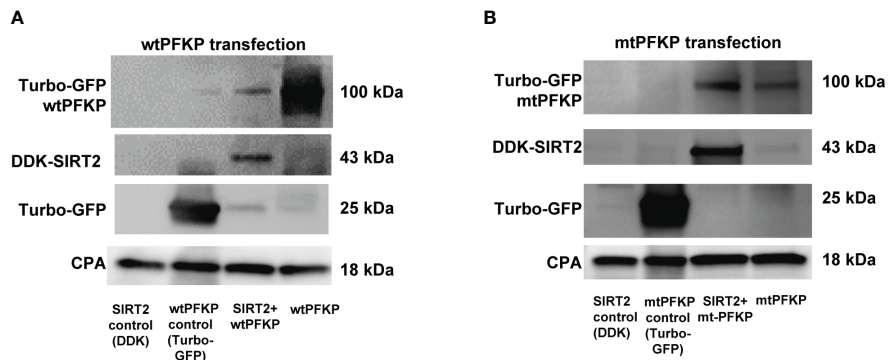 A
wtPFKP transfection
Turbo-GFP
wtPFKP
100 kDa
DDK-SIRT2
43 kDa
Turbo-GFP
25 kDa
CPA
18 kDa
SIRT2
control
(DDK)
wtPFKP
control
(Turbo-
GFP)
SIRT2+
wtPFKP
wtPFKP
B
mtPFKP transfection
Turbo-GFP
mtPFKP
100 kDa
DDK-SIRT2
43 kDa
Turbo-GFP
25 kDa
CPA
18 kDa
SIRT2
control
(DDK)
mtPFKP
control
(Turbo-
GFP)
SIRT2+
mt-PFKP
mtPFKP